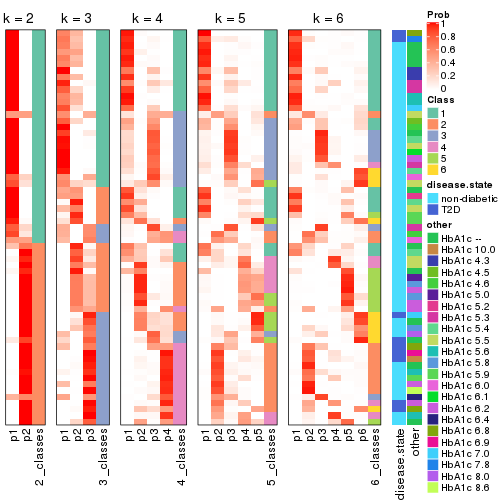 k = 2
k = 3
k = 4
k = 5
k = 6
Prob
1
0.8
0.6
0.4
0.2
0
Class
1
2
3
4
5
6
disease.state
non-diabetic
T2D
other
HbA1c --
HbA1c 10.0
HbA1c 4.3
HbA1c 4.5
HbA1c 4.6
HbA1c 5.0
HbA1c 5.2
HbA1c 5.3
HbA1c 5.4
HbA1c 5.5
HbA1c 5.6
HbA1c 5.8
HbA1c 5.9
HbA1c 6.0
HbA1c 6.1
HbA1c 6.2
HbA1c 6.4
HbA1c 6.8
HbA1c 6.9
HbA1c 7.0
HbA1c 7.8
HbA1c 8.0
HbA1c 8.6
p1
p2
2_classes
p1
p2
p3
3_classes
p1
p2
p3
p4
4_classes
p1
p2
p3
p4
p5
5_classes
p1
p2
p3
p4
p5
p6
6_classes
disease.state
other